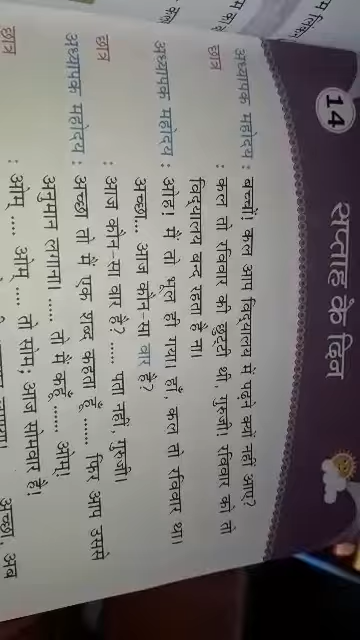 14
सप्ताह के दिन
अध्यापक महोदय : बच्चों! कल आप विद्यालय में पढ़ने क्यों नहीं आए?
छात्र : कल तो रविवार की छुट्टी थी, गुरुजी! रविवार को तो
विद्यालय बन्द रहता है ना।
अध्यापक महोदय : ओह! मैं तो भूल ही गया। हाँ, कल तो रविवार था।
अच्छा... आज कौन-सा वार है?
छात्र : आज कौन-सा वार है? ..... पता नहीं, गुरुजी।
अध्यापक महोदय : अच्छा तो मैं एक शब्द कहता हूँ ...... फिर आप उससे
अनुमान लगाना। ...... तो मैं कहूँ ...... ओम्!
छात्र : ओम् .... ओम् .... तो सोम; आज सोमवार है!
अच्छा, अब